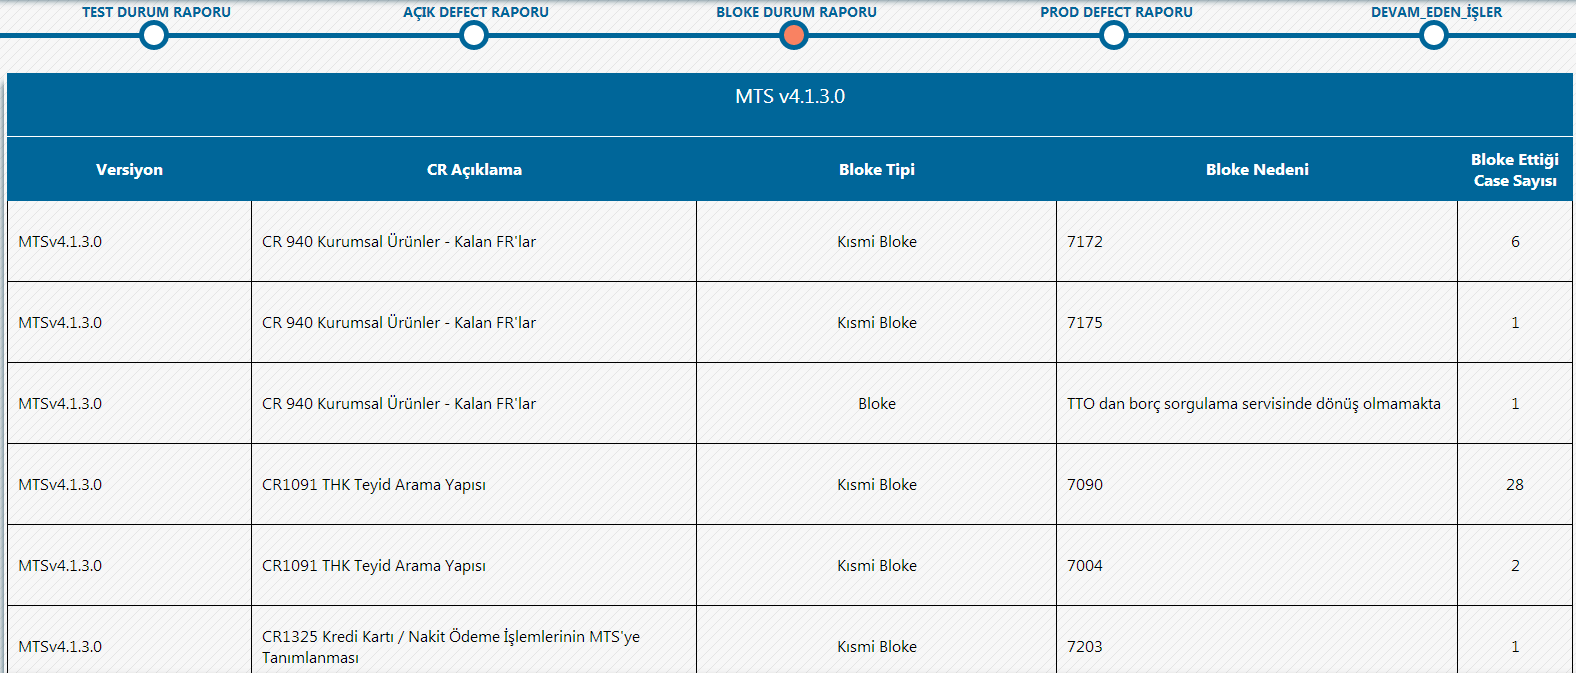 TEST DURUM RAPORU
AÇIK DEFECT RAPORU
BLOKE DURUM RAPORU
PROD DEFECT RAPORU
DEVAM_EDEN_İŞLER
MTS v4.1.3.0
Versiyon
CR Açıklama
Bloke Tipi
Bloke Nedeni
Bloke Ettiği
Case Sayısı
MTSv4.1.3.0
CR 940 Kurumsal Ürünler - Kalan FR'lar
Kısmi Bloke
7172
6
MTSv4.1.3.0
CR 940 Kurumsal Ürünler - Kalan FR'lar
Kısmi Bloke
7175
1
MTSv4.1.3.0
CR 940 Kurumsal Ürünler - Kalan FR'lar
Bloke
TTO dan borç sorgulama servisinde dönüş olmamakta
1
MTSv4.1.3.0
CR1091 THK Teyid Arama Yapısı
Kısmi Bloke
7090
28
MTSv4.1.3.0
CR1091 THK Teyid Arama Yapısı
Kısmi Bloke
7004
2
MTSv4.1.3.0
CR1325 Kredi Kartı / Nakit Ödeme İşlemlerinin MTS'ye
Tanımlanması
Kısmi Bloke
7203
1